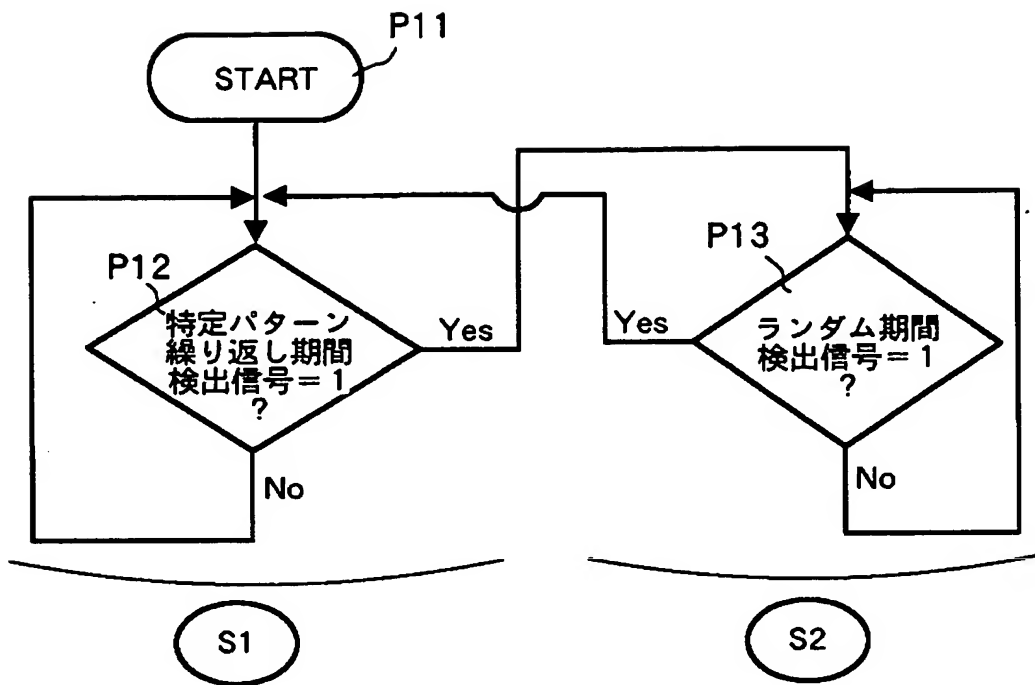 P11
START
P12
特定パターン
繰り返し期間
検出信号=1
?
Yes
No
P13
ランダム期間
検出信号=1
?
Yes
No
S1
S2